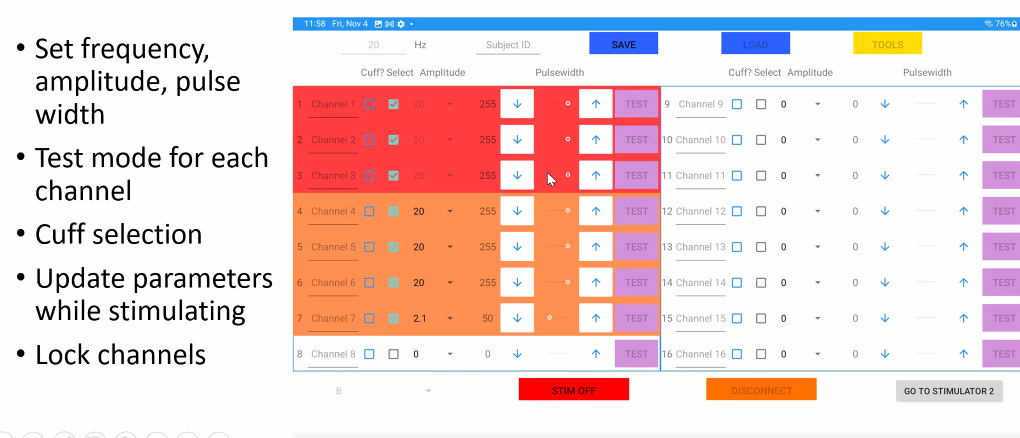 • Set frequency,
amplitude, pulse
width
• Test mode for each
channel
• Cuff selection
• Update parameters
while stimulating
• Lock channels
11:58 Fri, Nov 4
76%
20 Hz Subject ID SAVE LOAD TOOLS
Cuff? Select Amplitude Pulsewidth Cuff? Select Amplitude Pulsewidth
1 Channel 1 20 255 TEST 9 Channel 9 0 0 TEST
2 Channel 2 20 255 TEST 10 Channel 10 0 0 TEST
3 Channel 3 20 255 TEST 11 Channel 11 0 0 TEST
4 Channel 4 20 255 TEST 12 Channel 12 0 0 TEST
5 Channel 5 20 255 TEST 13 Channel 13 0 0 TEST
6 Channel 6 20 255 TEST 14 Channel 14 0 0 TEST
7 Channel 7 2.1 50 TEST 15 Channel 15 0 0 TEST
8 Channel 8 0 0 TEST 16 Channel 16 0 0 TEST
B STIM OFF DISCONNECT GO TO STIMULATOR 2